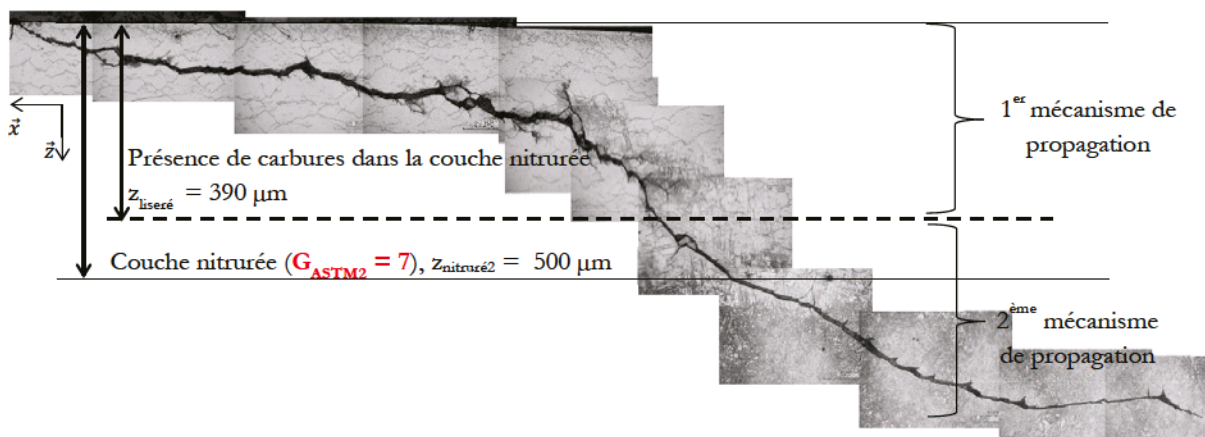 1er mécanisme de
propagation
x z
Présence de carbures dans la couche nitrurée
zliseré = 390 µm
Couche nitrurée (GASTM2 = 7), znitruré2 = 500 µm
2ème mécanisme
de propagation